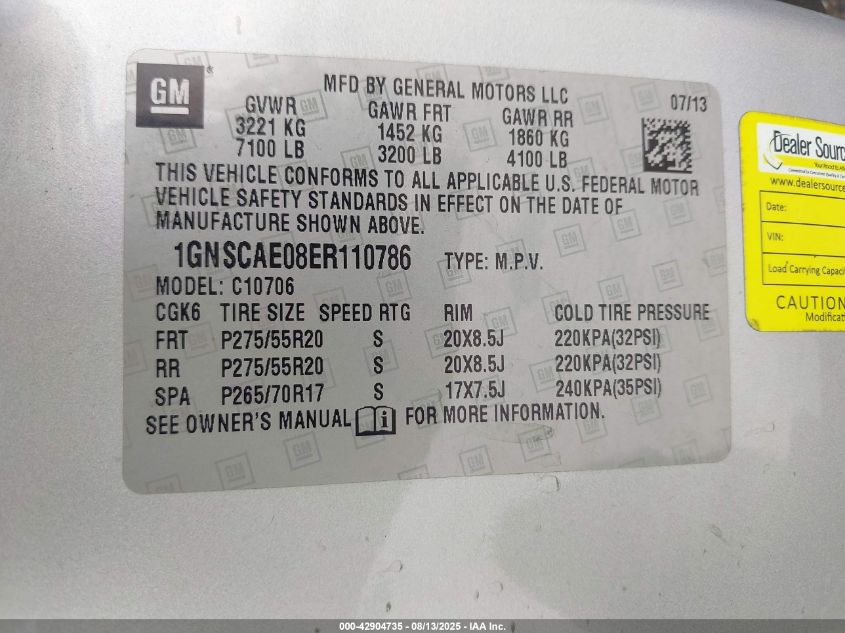 GM
MFD BY GENERAL MOTORS LLC
07/13
GVWR GAWR FRT GAWR RR
3221 KG 1452 KG 1860 KG
7100 LB 3200 LB 4100 LB
THIS VEHICLE CONFORMS TO ALL APPLICABLE U.S. FEDERAL MOTOR
VEHICLE SAFETY STANDARDS IN EFFECT ON THE DATE OF
MANUFACTURE SHOWN ABOVE.
1GNSCAE08ER110786 TYPE: M.P.V.
MODEL: C10706
CGK6 TIRE SIZE SPEED RTG RIM COLD TIRE PRESSURE
FRT P275/55R20 S 20X8.5J 220KPA(32PSI)
RR P275/55R20 S 20X8.5J 220KPA(32PSI)
SPA P265/70R17 S 17X7.5J 240KPA(35PSI)
SEE OWNER'S MANUAL i FOR MORE INFORMATION.
Dealer Sourc
www.dealersource
Date:
VIN:
Load Carrying Capaci
CAUTION
Modificati
000-42904735 - 08/13/2025 - IAA Inc.